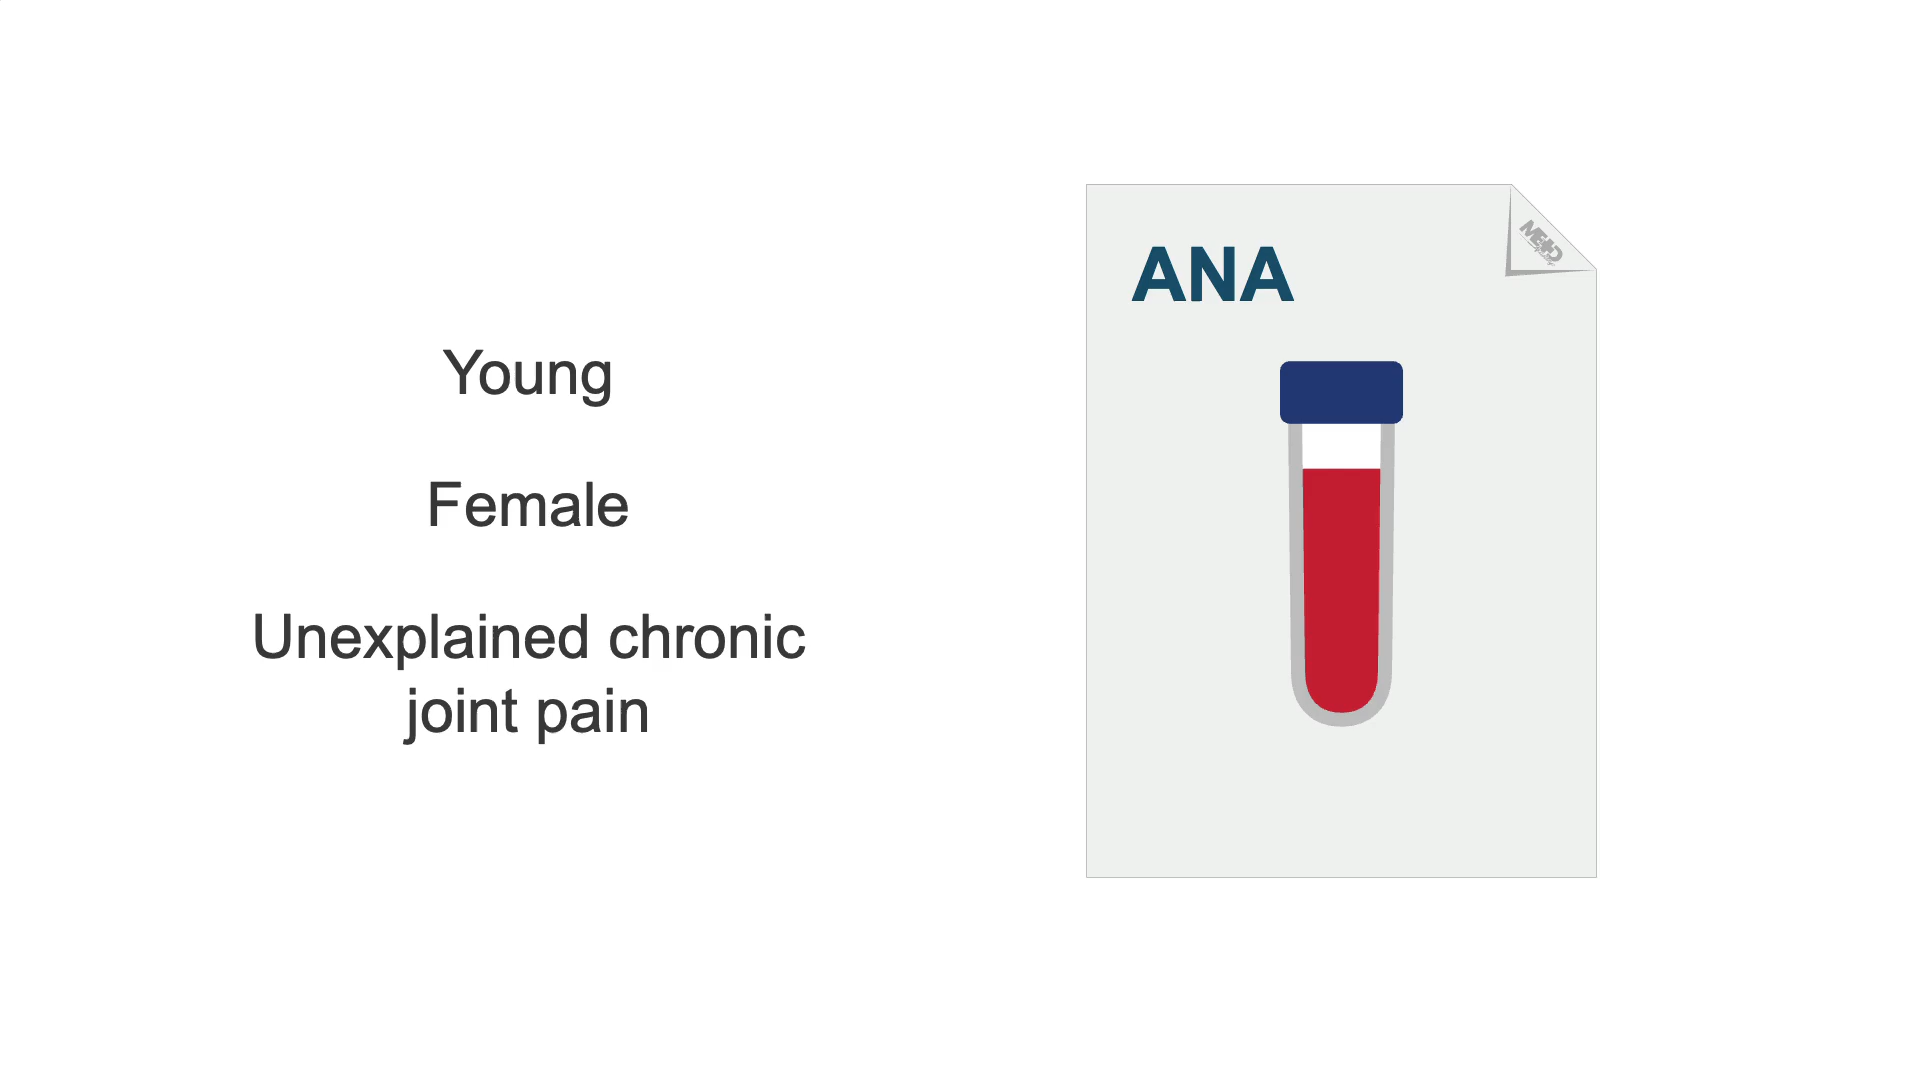 Young
Female
Unexplained chronic
joint pain
ANA